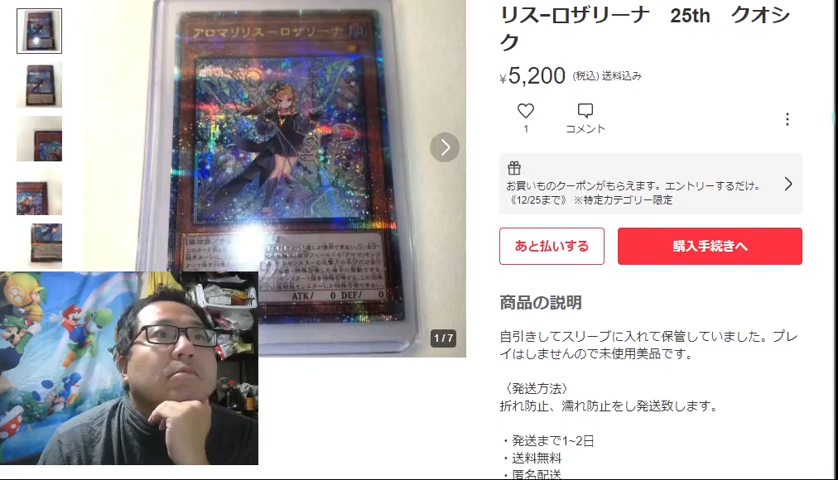 アロマリリス－ロザリーナ
ATK/ 0 DEF/ 0
1/7
リス−ロザリーナ 25th クオシ
ク
¥5,200 (税込) 送料込み
1
コメント
お買いものクーポンがもらえます。エントリーするだけ。
《12/25まで》 ※特定カテゴリー限定
あと払いする
購入手続きへ
商品の説明
自引きしてスリーブに入れて保管していました。プレ
イはしませんので未使用美品です。
〈発送方法〉
折れ防止、濡れ防止をし発送致します。
・発送まで1~2日
・送料無料
・匿名配送